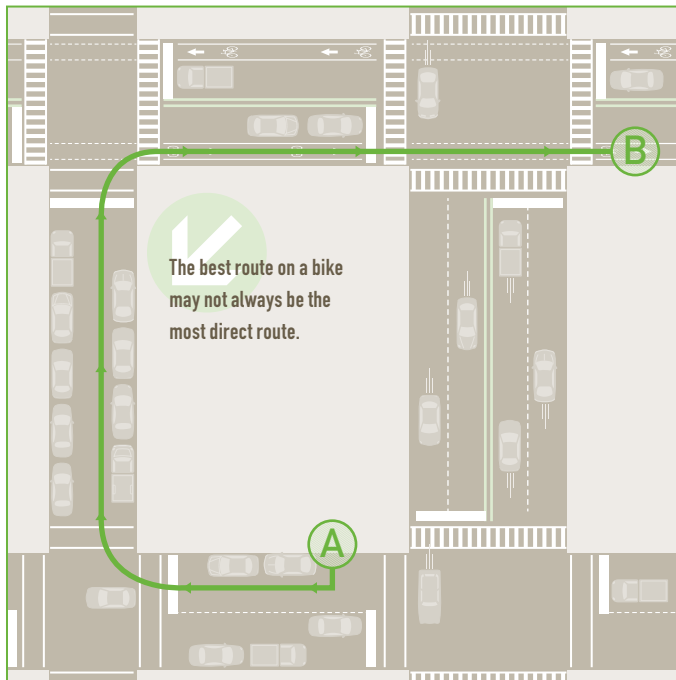 B
The best route on a bike
may not always be the
most direct route.
A